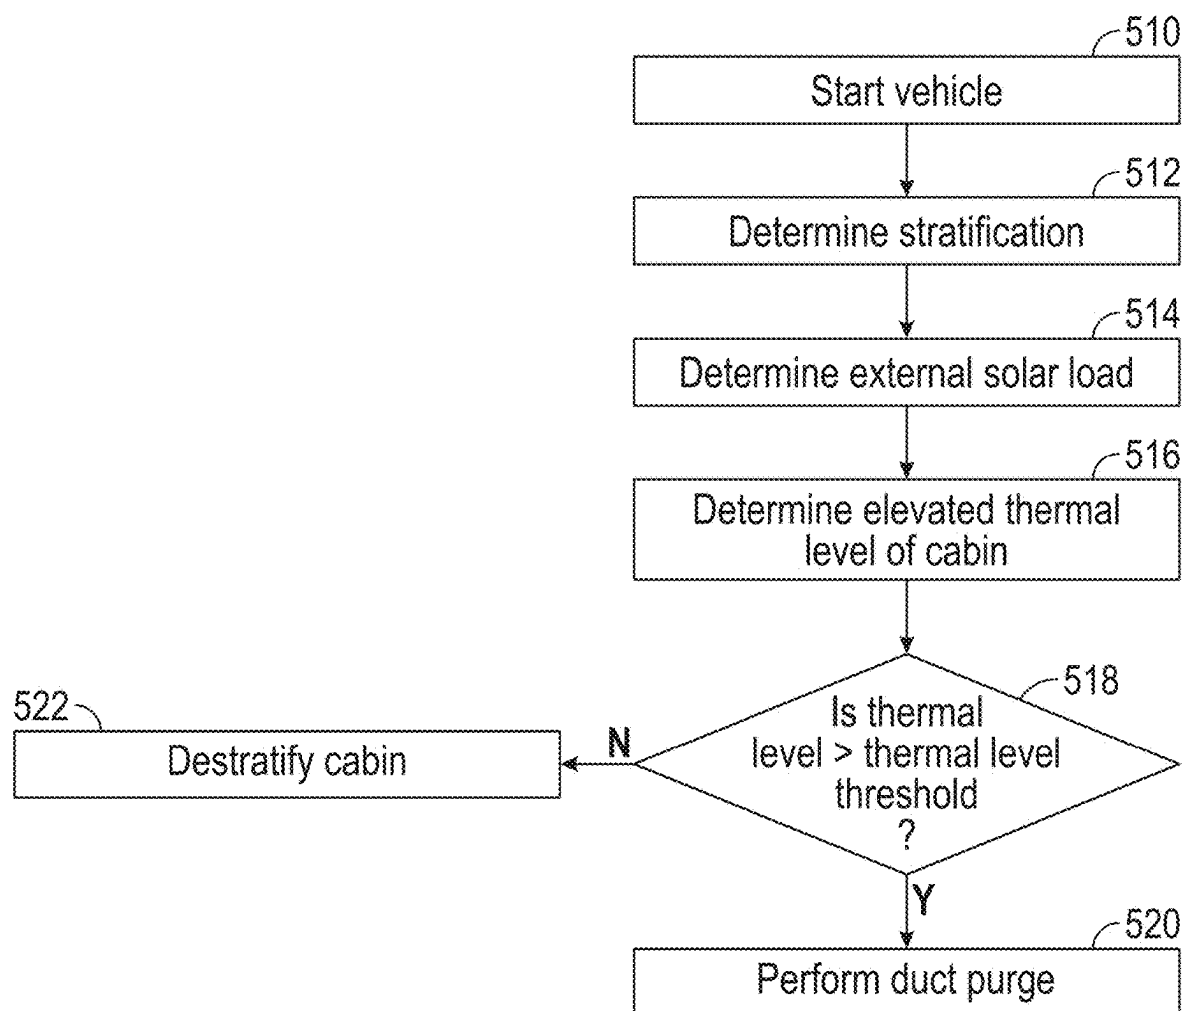 510
Start vehicle
512
Determine stratification
514
Determine external solar load
516
Determine elevated thermal
level of cabin
518
Is thermal
level > thermal level
threshold
?
N
522
Destratify cabin
Y
520
Perform duct purge